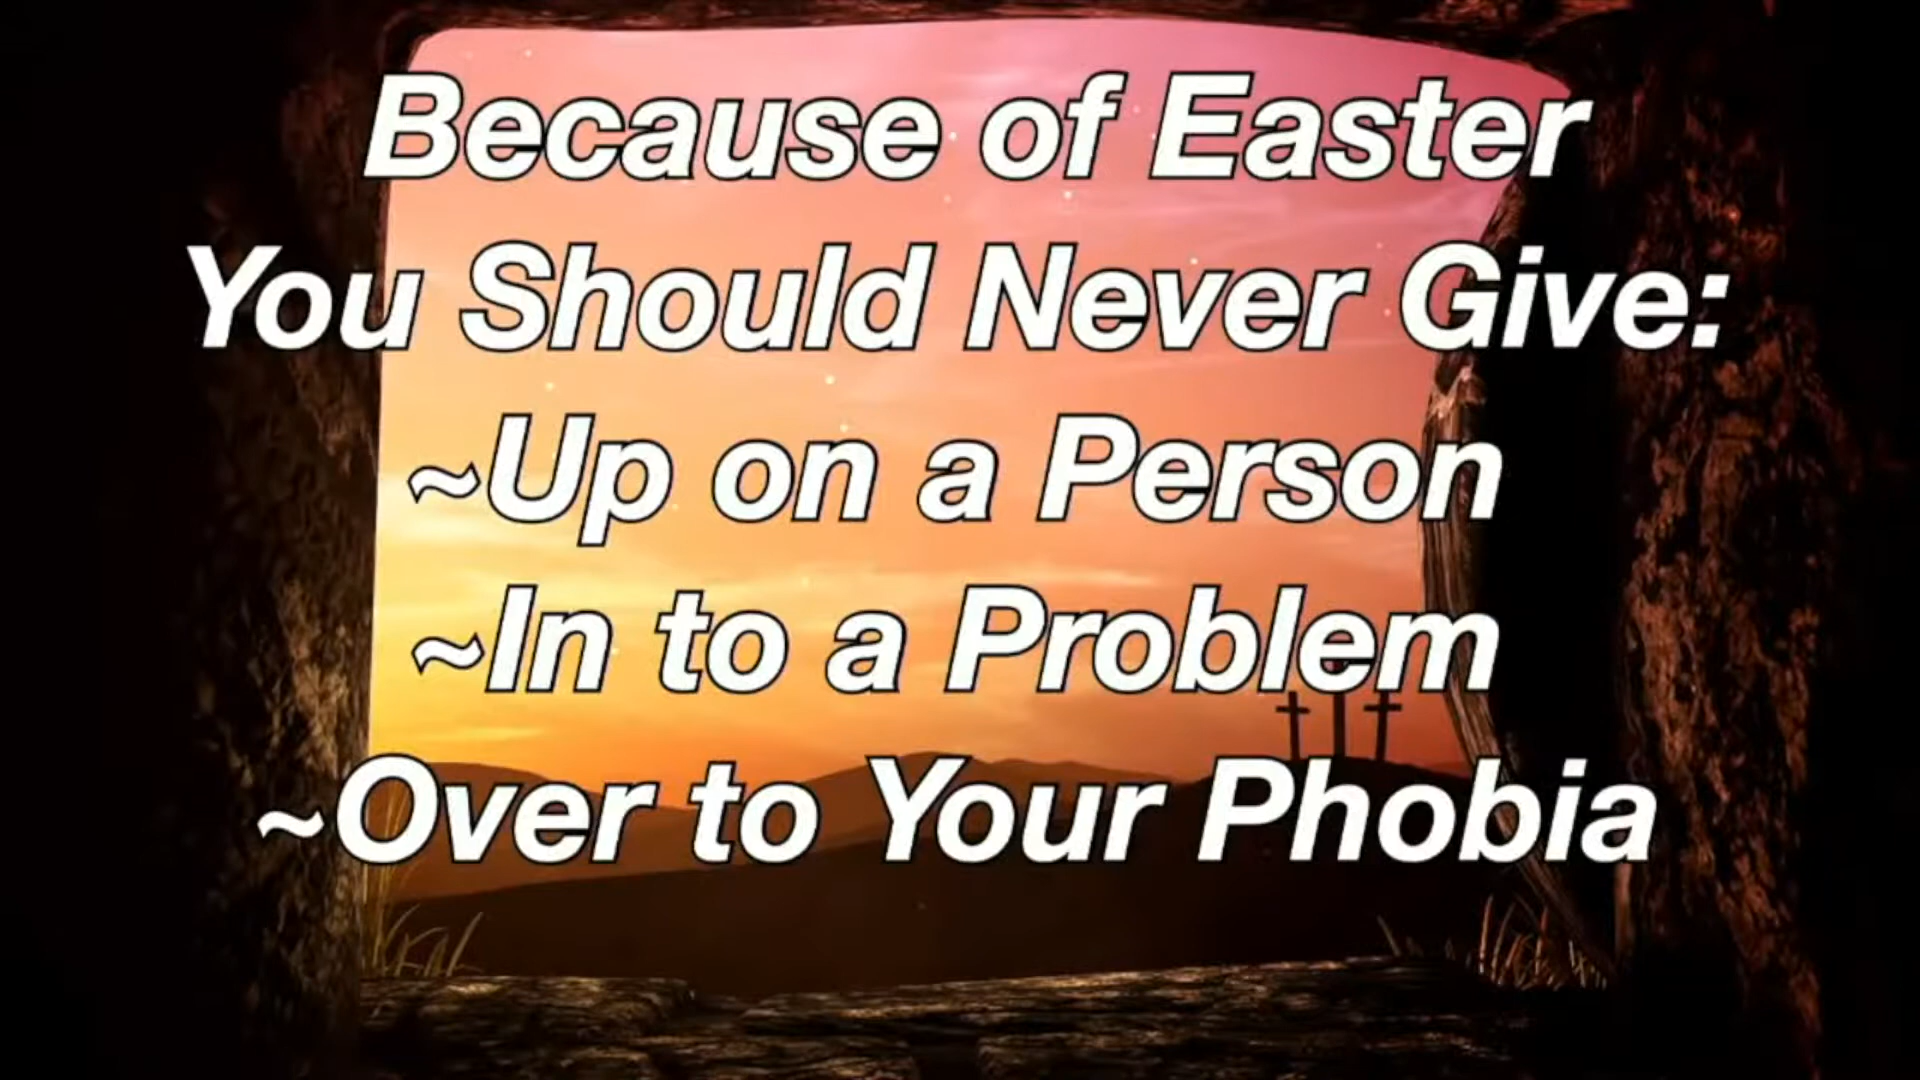 Because of Easter
You Should Never Give:
~Up on a Person
~In to a Problem
~Over to Your Phobia